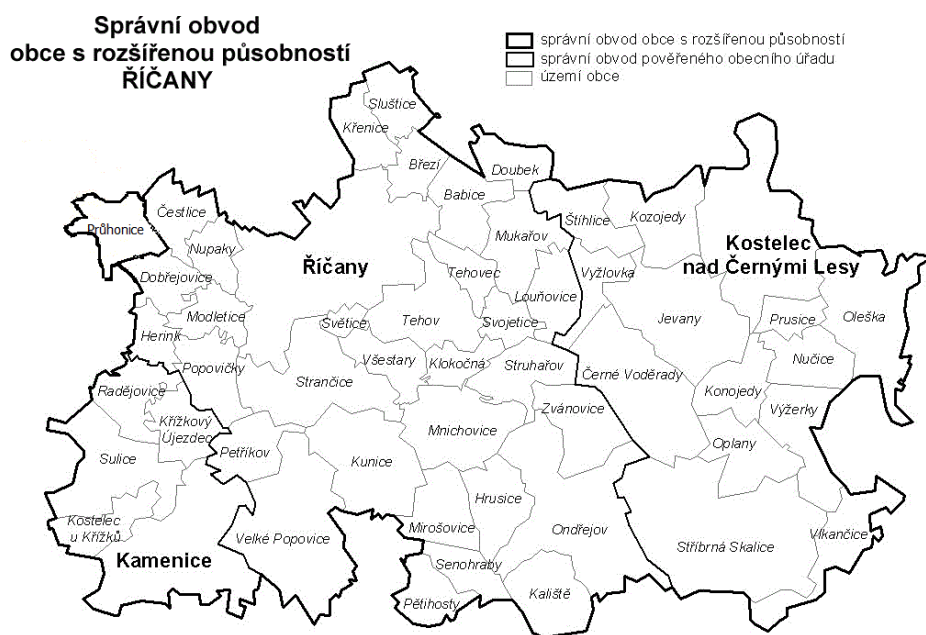 Správní obvod
obce s rozšířenou působností
ŘÍČANY
správní obvod obce s rozšířenou působností
správní obvod pověřeného obecního úřadu
území obce
Sluštice
Křenice
Březí
Doubek
Babice
Čestlice
Průhonice
Nupaky
Štíhlice
Kozojedy
Mukařov
Kostelec
nad Černými Lesy
Říčany
Dobřejovice
Tehovec
Vyžlovka
Louňovice
Modletice
Světice
Tehov
Svojetice
Jevany
Prusice
Oleška
Herink
Popovičky
Všestary
Klokočná
Struhařov
Nučice
Strančice
Černé Voděrady
Konojedy
Radějovice
Křížkový
Újezdec
Zvánovice
Výžerky
Mnichovice
Oplany
Sulice
Petříkov
Kunice
Hrusice
Kostelec
u Křížků
Mirošovice
Ondřejov
Velké Popovice
Stříbrná Skalice
Vlkančice
Kamenice
Senohraby
Kaliště
Pětihosty